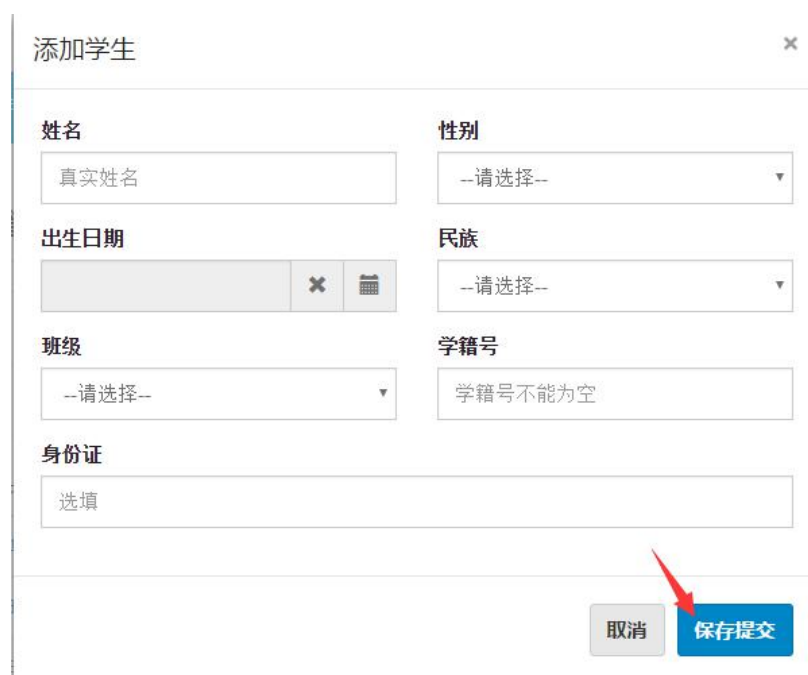 添加学生
姓名
性别
真实姓名
--请选择--
出生日期
民族
--请选择--
班级
学籍号
--请选择--
学籍号不能为空
身份证
选填
取消
保存提交